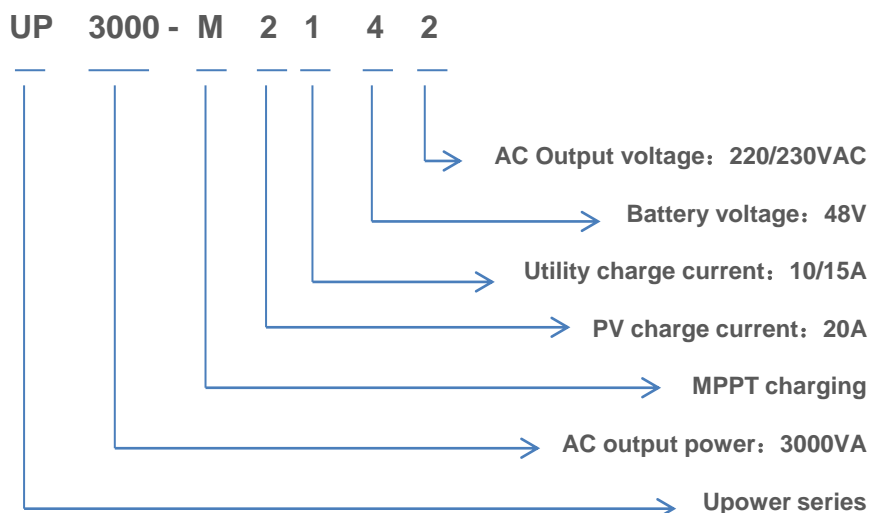 UP 3000 - M 2 1 4 2
AC Output voltage：220/230VAC
Battery voltage：48V
Utility charge current：10/15A
PV charge current：20A
MPPT charging
AC output power：3000VA
Upower series